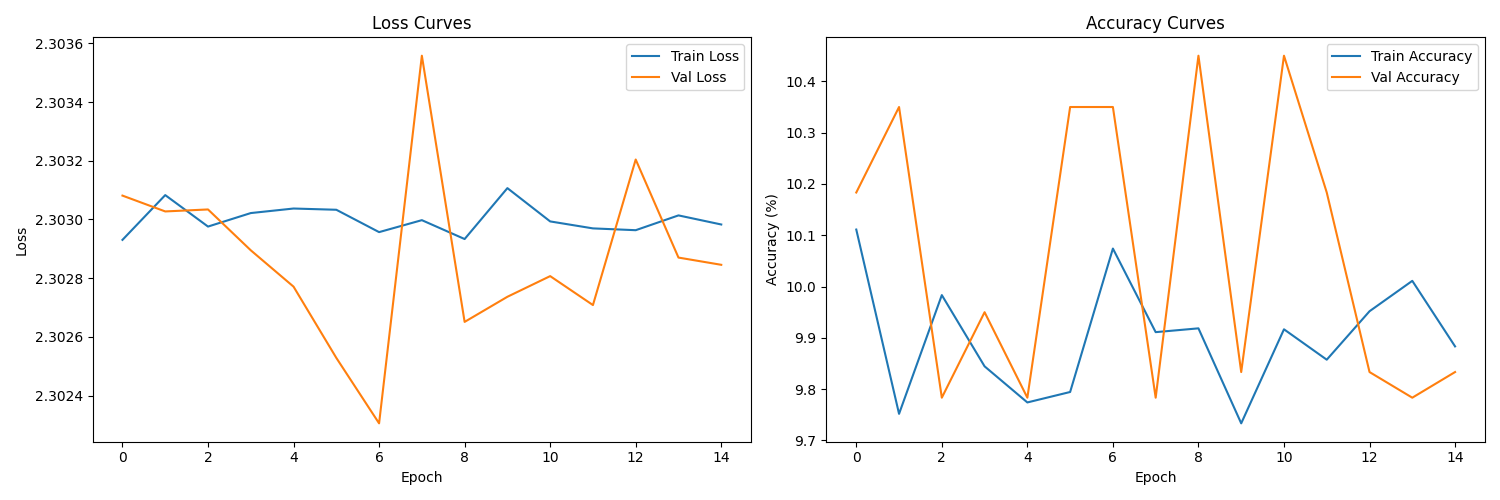 Loss Curves
2.3036
2.3034
2.3032
2.3030
2.3028
2.3026
2.3024
Loss
0 2 4 6 8 10 12 14
Epoch
Train Loss
Val Loss
Accuracy Curves
10.4
10.3
10.2
10.1
10.0
9.9
9.8
9.7
Accuracy (%)
0 2 4 6 8 10 12 14
Epoch
Train Accuracy
Val Accuracy